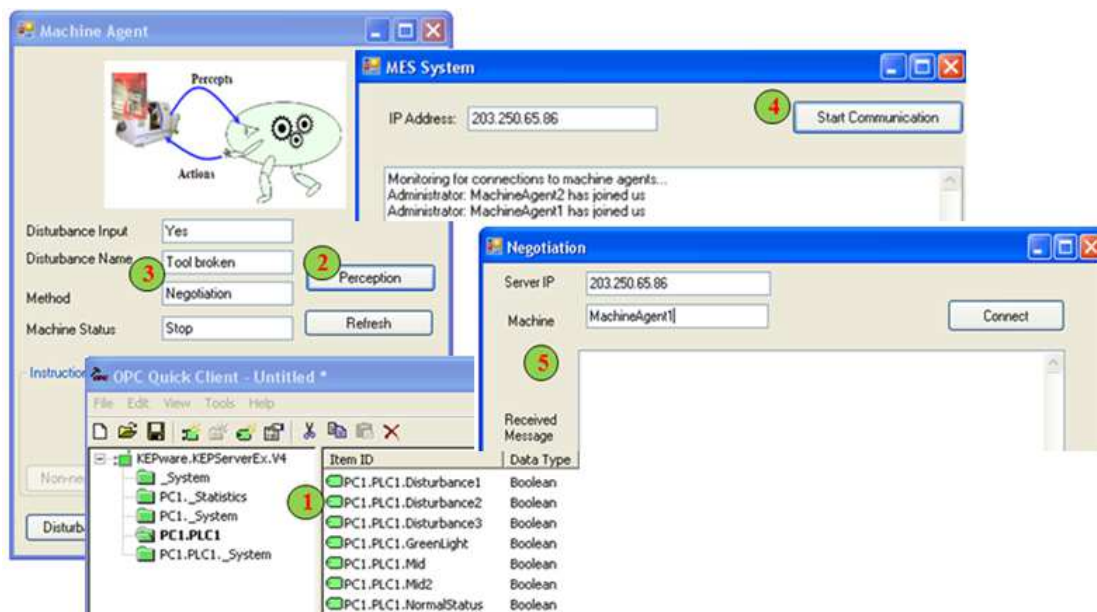 Machine Agent
Percepts
Actions
Disturbance Input Yes
Disturbance Name Tool broken
3
2
Perception
Method Negotiation
Machine Status Stop
Refresh
Instruction
Disturb
MES System
IP Address: 203.250.65.86
4
Start Communication
Monitoring for connections to machine agents...
Administrator: MachineAgent2 has joined us
Administrator: MachineAgent1 has joined us
Negotiation
Server IP 203.250.65.86
Machine MachineAgent1
Connect
5
Received
Message
OPC Quick Client - Untitled *
File Edit View Tools Help
KEPware.KEPServerEx.V4
_System
PC1._Statistics
PC1._System
PC1.PLC1
PC1.PLC1._System
Item ID Data Type
1
PC1.PLC1.Disturbance1 Boolean
PC1.PLC1.Disturbance2 Boolean
PC1.PLC1.Disturbance3 Boolean
PC1.PLC1.GreenLight Boolean
PC1.PLC1.Mid Boolean
PC1.PLC1.Mid2 Boolean
PC1.PLC1.NormalStatus Boolean